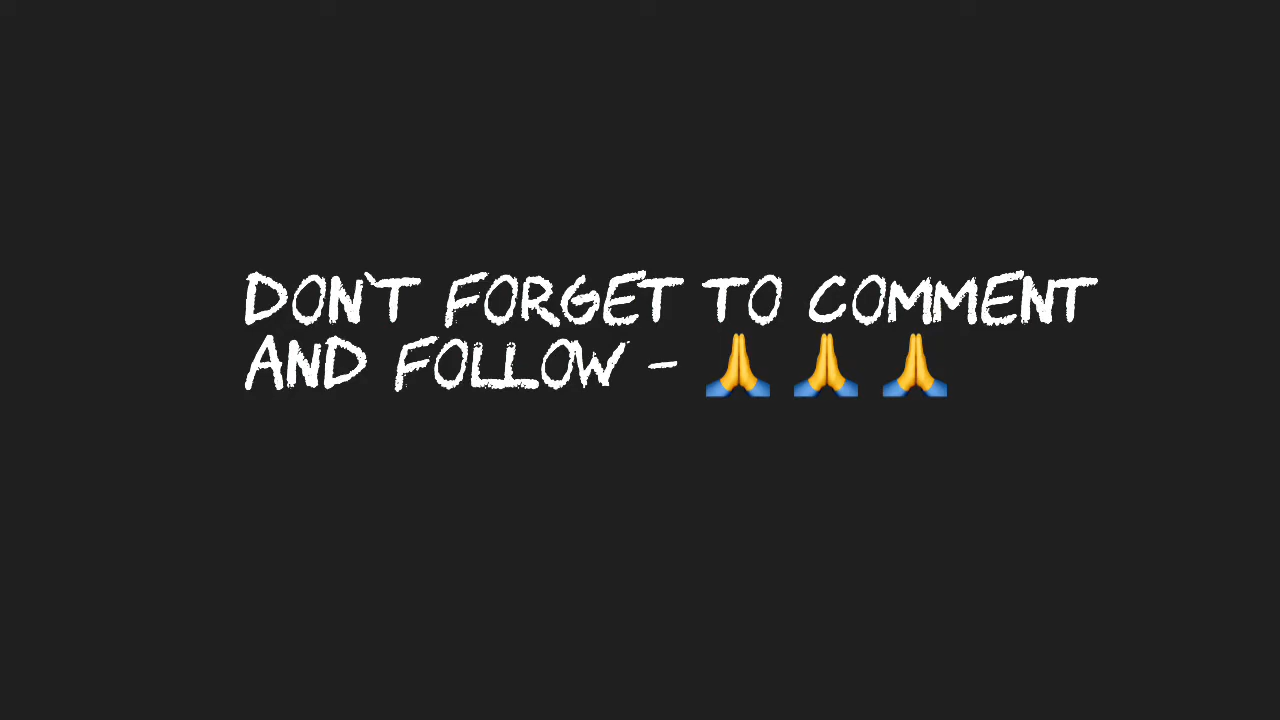 DON'T FORGET TO COMMENT
AND FOLLOW - 🙏 🙏 🙏